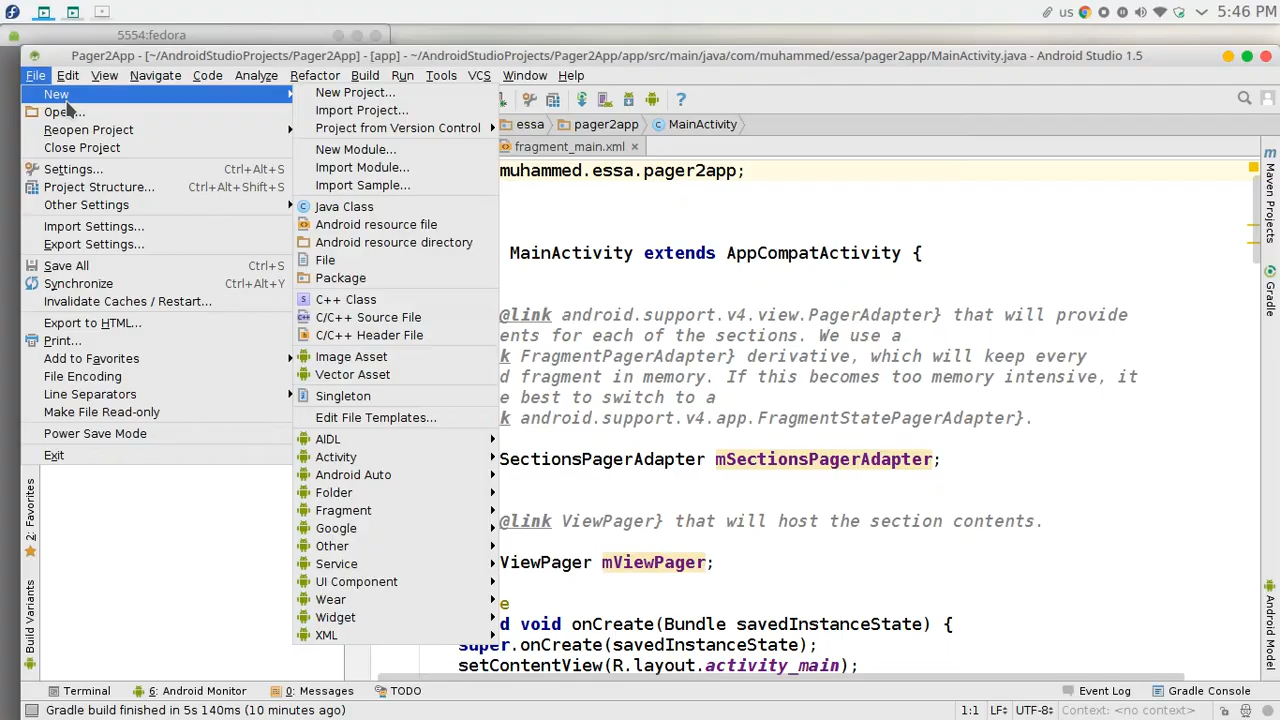 us 5:46 PM
5554:fedora
Pager2App - [~/AndroidStudioProjects/Pager2App] - [app] - ~/AndroidStudioProjects/Pager2App/app/src/main/java/com/muhammed/essa/pager2app/MainActivity.java - Android Studio 1.5
File Edit View Navigate Code Analyze Refactor Build Run Tools VCS Window Help
New
Open...
Reopen Project
Close Project
Settings... Ctrl+Alt+S
Project Structure... Ctrl+Alt+Shift+S
Other Settings
Import Settings...
Export Settings...
Save All Ctrl+S
Synchronize Ctrl+Alt+Y
Invalidate Caches / Restart...
Export to HTML...
Print...
Add to Favorites
File Encoding
Line Separators
Make File Read-only
Power Save Mode
Exit
New Project...
Import Project...
Project from Version Control
New Module...
Import Module...
Import Sample...
Java Class
Android resource file
Android resource directory
File
Package
C++ Class
C/C++ Source File
C/C++ Header File
Image Asset
Vector Asset
Singleton
Edit File Templates...
AIDL
Activity
Android Auto
Folder
Fragment
Google
Other
Service
UI Component
Wear
Widget
XML
essa pager2app MainActivity
fragment_main.xml
muhammed.essa.pager2app;
MainActivity extends AppCompatActivity {
@link android.support.v4.view.PagerAdapter} that will provide
ents for each of the sections. We use a
k FragmentPagerAdapter} derivative, which will keep every
d fragment in memory. If this becomes too memory intensive, it
e best to switch to a
k android.support.v4.app.FragmentStatePagerAdapter}.
SectionsPagerAdapter mSectionsPagerAdapter;
@link ViewPager} that will host the section contents.
ViewPager mViewPager;
e
d void onCreate(Bundle savedInstanceState) {
super.onCreate(savedInstanceState);
setContentView(R.layout.activity_main);
Maven Projects
Gradle
Android Model
2: Favorites
Build Variants
Terminal 6: Android Monitor 0: Messages TODO Event Log Gradle Console
Gradle build finished in 5s 140ms (10 minutes ago) 1:1 LF UTF-8 Context: <no context>